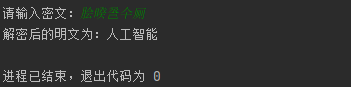 请输入密文：
解密后的明文为：人工智能
进程已结束，退出代码为 0